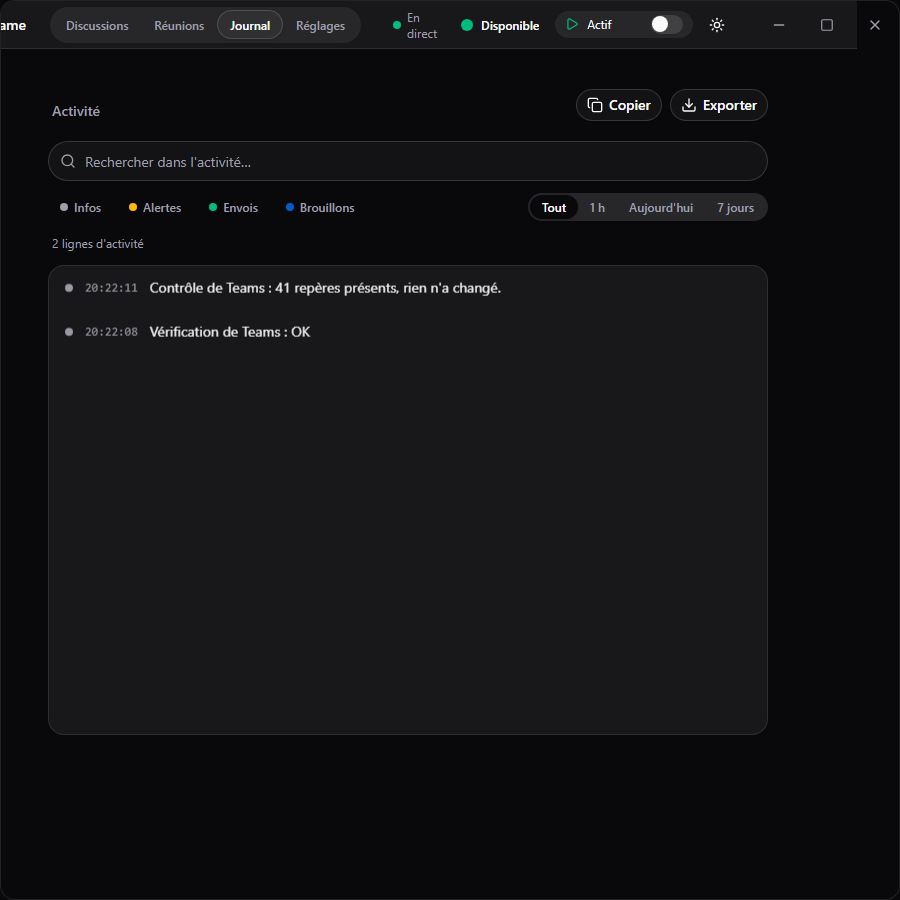 ame
Discussions Réunions Journal Réglages
En direct
Disponible
Actif
Activité
Copier
Exporter
Rechercher dans l'activité...
Infos Alertes Envois Brouillons
Tout 1 h Aujourd'hui 7 jours
2 lignes d'activité
20:22:11 Contrôle de Teams : 41 repères présents, rien n'a changé.
20:22:08 Vérification de Teams : OK